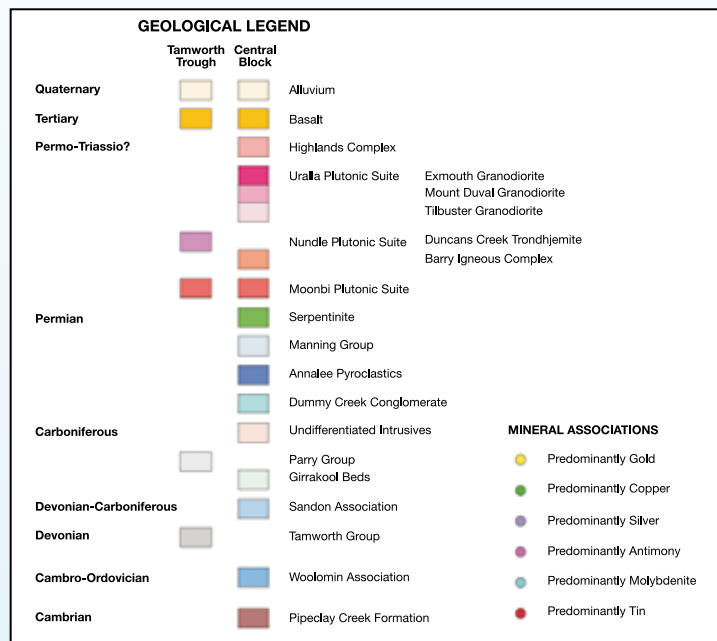 GEOLOGICAL LEGEND
Tamworth Trough
Central Block
Quaternary Alluvium
Tertiary Basalt
Permo-Triassio? Highlands Complex
Uralla Plutonic Suite Exmouth Granodiorite
Mount Duval Granodiorite
Tilbuster Granodiorite
Nundle Plutonic Suite Duncans Creek Trondhjemite
Barry Igneous Complex
Moonbi Plutonic Suite
Permian Serpentinite
Manning Group
Annalee Pyroclastics
Dummy Creek Conglomerate
Carboniferous Undifferentiated Intrusives
Parry Group
Girrakool Beds
Devonian-Carboniferous Sandon Association
Devonian Tamworth Group
Cambro-Ordovician Woolomin Association
Cambrian Pipeclay Creek Formation
MINERAL ASSOCIATIONS
Predominantly Gold
Predominantly Copper
Predominantly Silver
Predominantly Antimony
Predominantly Molybdenite
Predominantly Tin